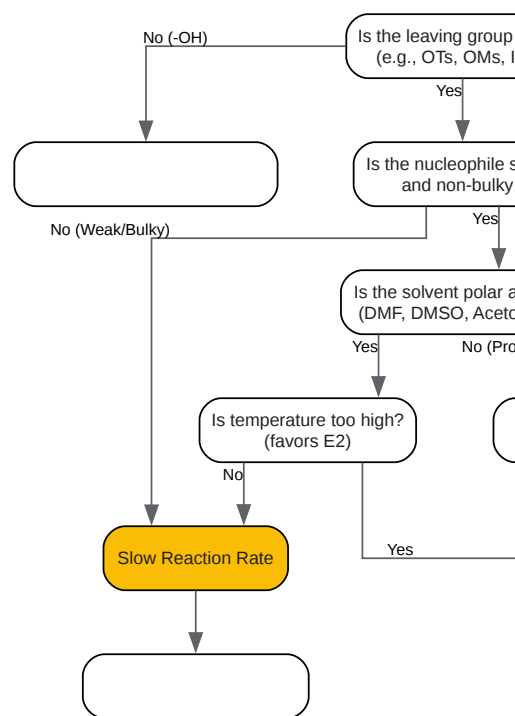 No (-OH)
Is the leaving group
(e.g., OTs, OMs, I
Yes
Is the nucleophile s
and non-bulky
No (Weak/Bulky)
Yes
Is the solvent polar a
(DMF, DMSO, Aceto
Yes
No (Pro
Is temperature too high?
(favors E2)
No
Yes
Slow Reaction Rate